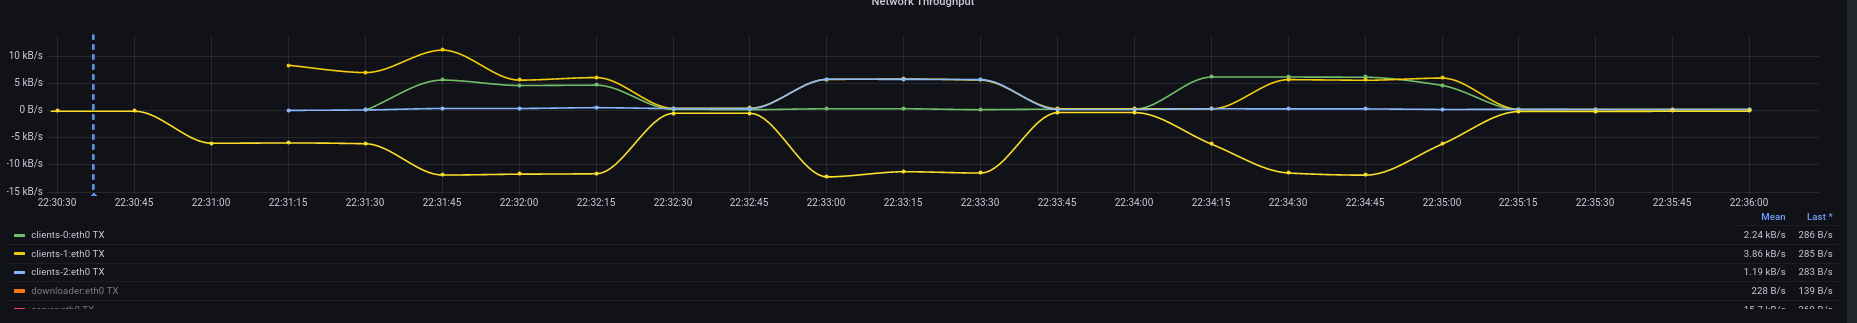 Network Throughput
10 kB/s
5 kB/s
0 B/s
-5 kB/s
-10 kB/s
-15 kB/s
22:30:30 22:30:45 22:31:00 22:31:15 22:31:30 22:31:45 22:32:00 22:32:15 22:32:30 22:32:45 22:33:00 22:33:15 22:33:30 22:33:45 22:34:00 22:34:15 22:34:30 22:34:45 22:35:00 22:35:15 22:35:30 22:35:45 22:36:00
Mean Last *
clients-0:eth0 TX 2.24 kB/s 286 B/s
clients-1:eth0 TX 3.86 kB/s 285 B/s
clients-2:eth0 TX 1.19 kB/s 283 B/s
downloader:eth0 TX 228 B/s 139 B/s